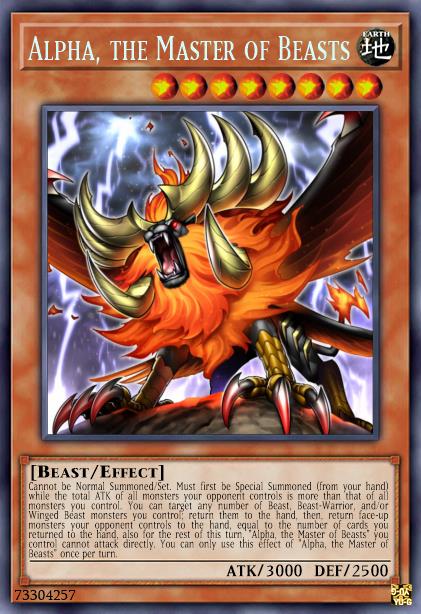 ALPHA, THE MASTER OF BEASTS
EARTH
地
[BEAST/EFFECT]
Cannot be Normal Summoned/Set. Must first be Special Summoned (from your hand)
while the total ATK of all monsters your opponent controls is more than that of all
monsters you control. You can target any number of Beast, Beast-Warrior, and/or
Winged Beast monsters you control; return them to the hand, then, return face-up
monsters your opponent controls to the hand, equal to the number of cards you
returned to the hand, also for the rest of this turn, "Alpha, the Master of Beasts" you
control cannot attack directly. You can only use this effect of "Alpha, the Master of
Beasts" once per turn.
ATK/3000 DEF/2500
73304257